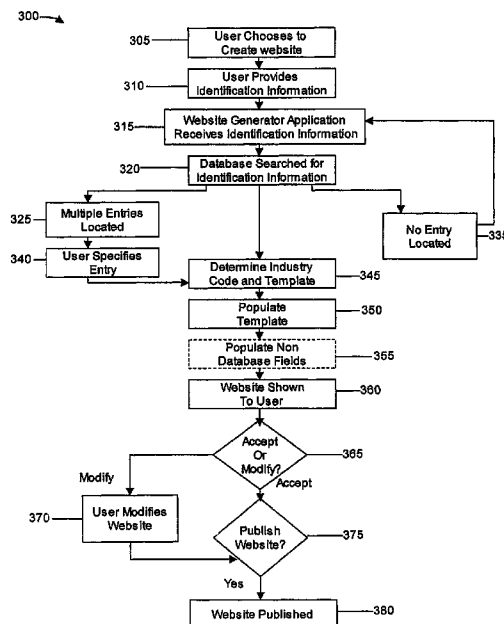 300
305
User Chooses to
Create website
310
User Provides
Identification Information
315
Website Generator Application
Receives Identification Information
320
Database Searched for
Identification Information
325
Multiple Entries
Located
No Entry
Located
335
340
User Specifies
Entry
Determine Industry
Code and Template
345
Populate
Template
350
Populate Non
Database Fields
355
Website Shown
To User
360
Accept
Or
Modify?
365
Modify
Accept
370
User Modifies
Website
Publish
Website?
375
Yes
Website Published
380